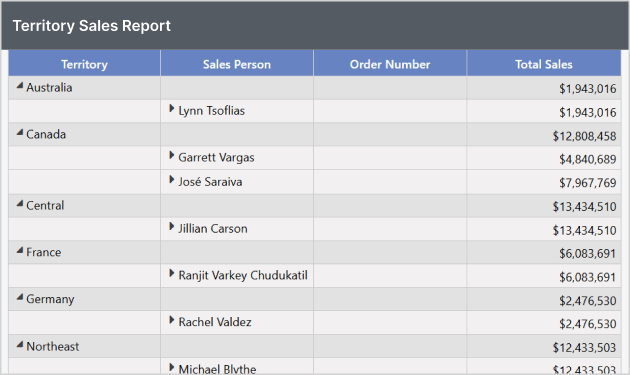 Territory Sales Report
Territory Sales Person Order Number Total Sales
Australia $1,943,016
Lynn Tsoflias $1,943,016
Canada $12,808,458
Garrett Vargas $4,840,689
José Saraiva $7,967,769
Central $13,434,510
Jillian Carson $13,434,510
France $6,083,691
Ranjit Varkey Chudukatil $6,083,691
Germany $2,476,530
Rachel Valdez $2,476,530
Northeast $12,433,503
Michael Blythe $12,433,503